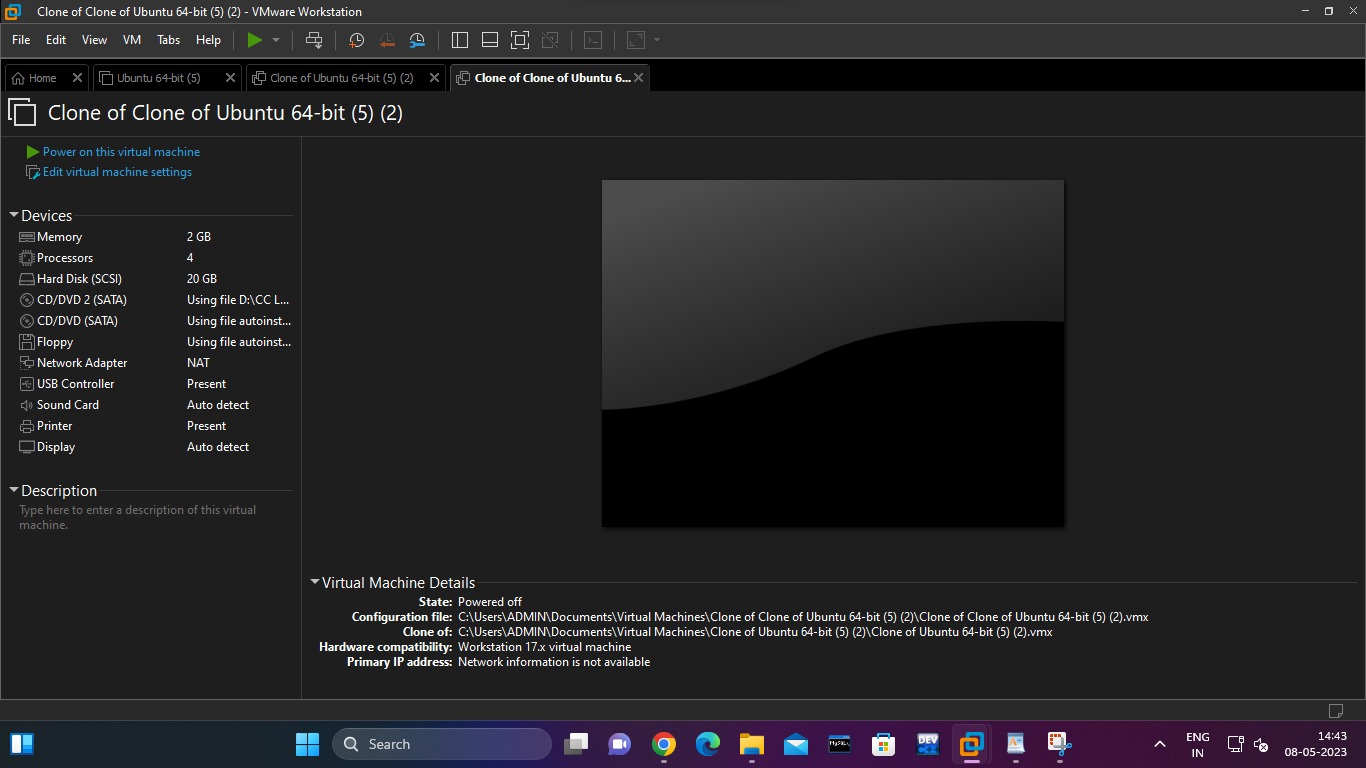 Clone of Clone of Ubuntu 64-bit (5) (2) - VMware Workstation
File Edit View VM Tabs Help
Home Ubuntu 64-bit (5) Clone of Ubuntu 64-bit (5) (2) Clone of Clone of Ubuntu 6...
Clone of Clone of Ubuntu 64-bit (5) (2)
Power on this virtual machine
Edit virtual machine settings
Devices
Memory 2 GB
Processors 4
Hard Disk (SCSI) 20 GB
CD/DVD 2 (SATA) Using file D:\CC L...
CD/DVD (SATA) Using file autoinst...
Floppy Using file autoinst...
Network Adapter NAT
USB Controller Present
Sound Card Auto detect
Printer Present
Display Auto detect
Description
Type here to enter a description of this virtual
machine.
Virtual Machine Details
State: Powered off
Configuration file: C:\Users\ADMIN\Documents\Virtual Machines\Clone of Clone of Ubuntu 64-bit (5) (2)\Clone of Clone of Ubuntu 64-bit (5) (2).vmx
Clone of: C:\Users\ADMIN\Documents\Virtual Machines\Clone of Ubuntu 64-bit (5) (2)\Clone of Ubuntu 64-bit (5) (2).vmx
Hardware compatibility: Workstation 17.x virtual machine
Primary IP address: Network information is not available
Search
MySQL
DEV
ENG
IN
14:43
08-05-2023